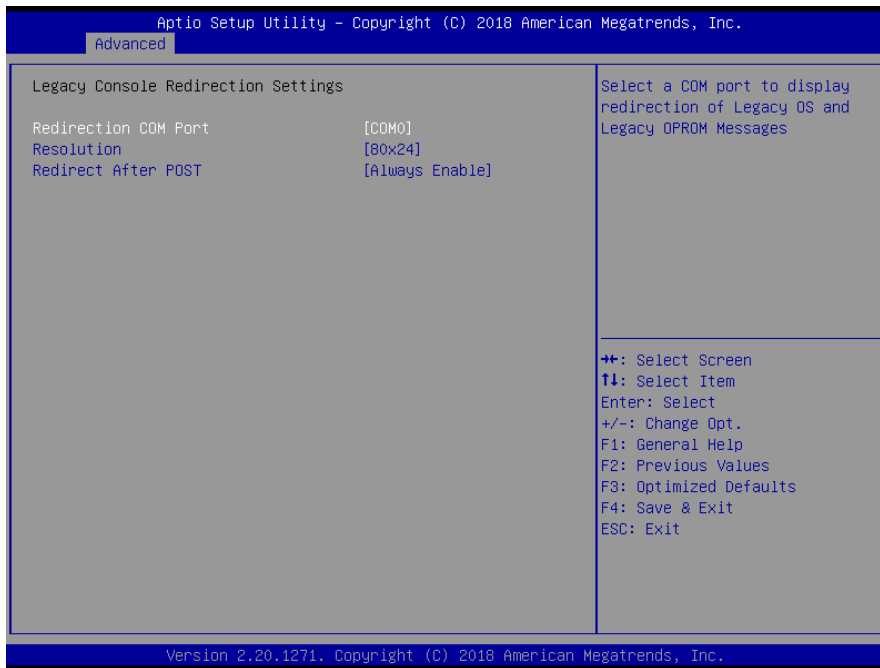 Aptio Setup Utility – Copyright (C) 2018 American Megatrends, Inc.
Advanced
Legacy Console Redirection Settings
Redirection COM Port [COM0]
Resolution [80x24]
Redirect After POST [Always Enable]
Select a COM port to display
redirection of Legacy OS and
Legacy OPROM Messages
→←: Select Screen
↑↓: Select Item
Enter: Select
+/-: Change Opt.
F1: General Help
F2: Previous Values
F3: Optimized Defaults
F4: Save & Exit
ESC: Exit
Version 2.20.1271. Copyright (C) 2018 American Megatrends, Inc.